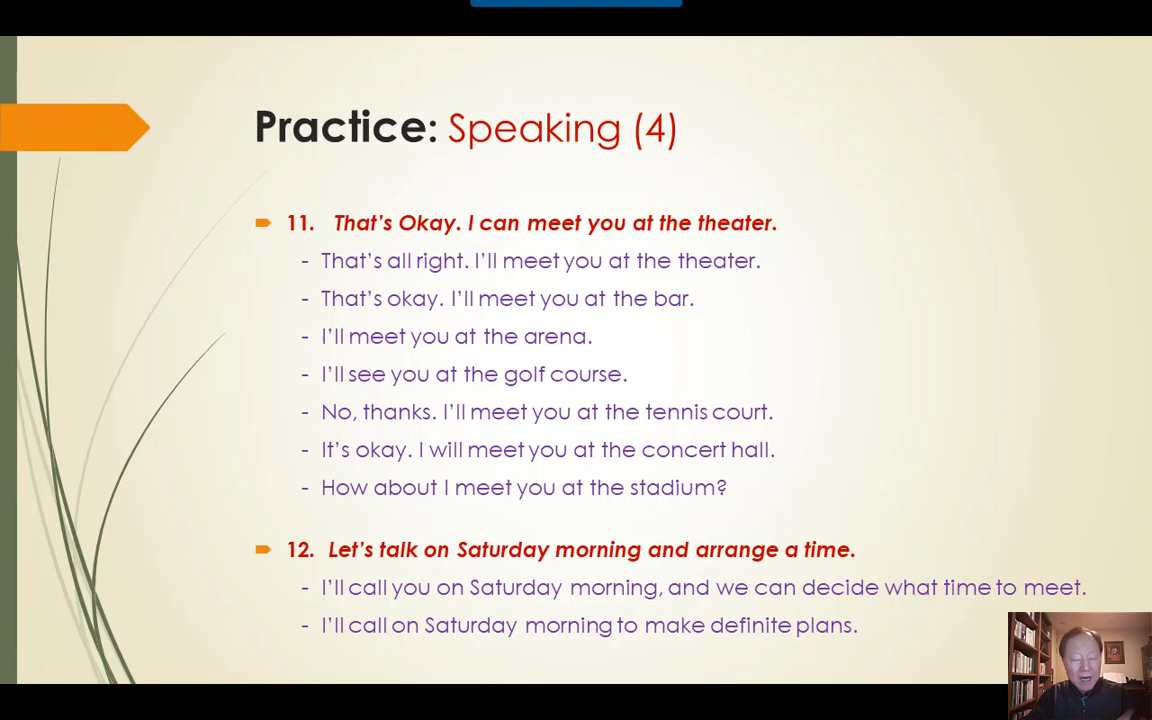 Practice: Speaking (4)
11. That's Okay. I can meet you at the theater.
- That's all right. I'll meet you at the theater.
- That's okay. I'll meet you at the bar.
- I'll meet you at the arena.
- I'll see you at the golf course.
- No, thanks. I'll meet you at the tennis court.
- It's okay. I will meet you at the concert hall.
- How about I meet you at the stadium?
12. Let's talk on Saturday morning and arrange a time.
- I'll call you on Saturday morning, and we can decide what time to meet.
- I'll call on Saturday morning to make definite plans.